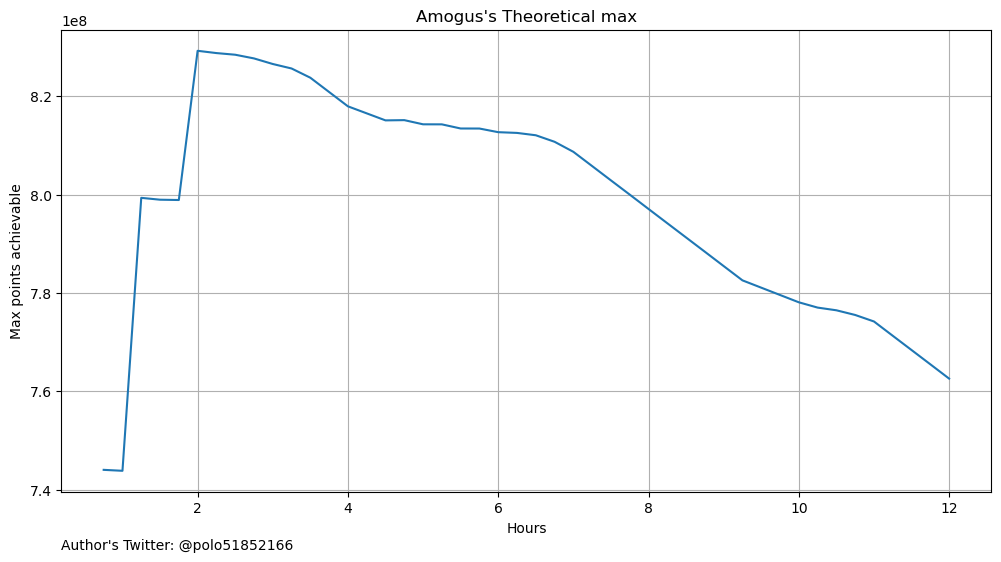 Amogus's Theoretical max
1e8
8.2
8.0
7.8
7.6
7.4
Max points achievable
2 4 6 8 10 12
Hours
Author's Twitter: @polo51852166